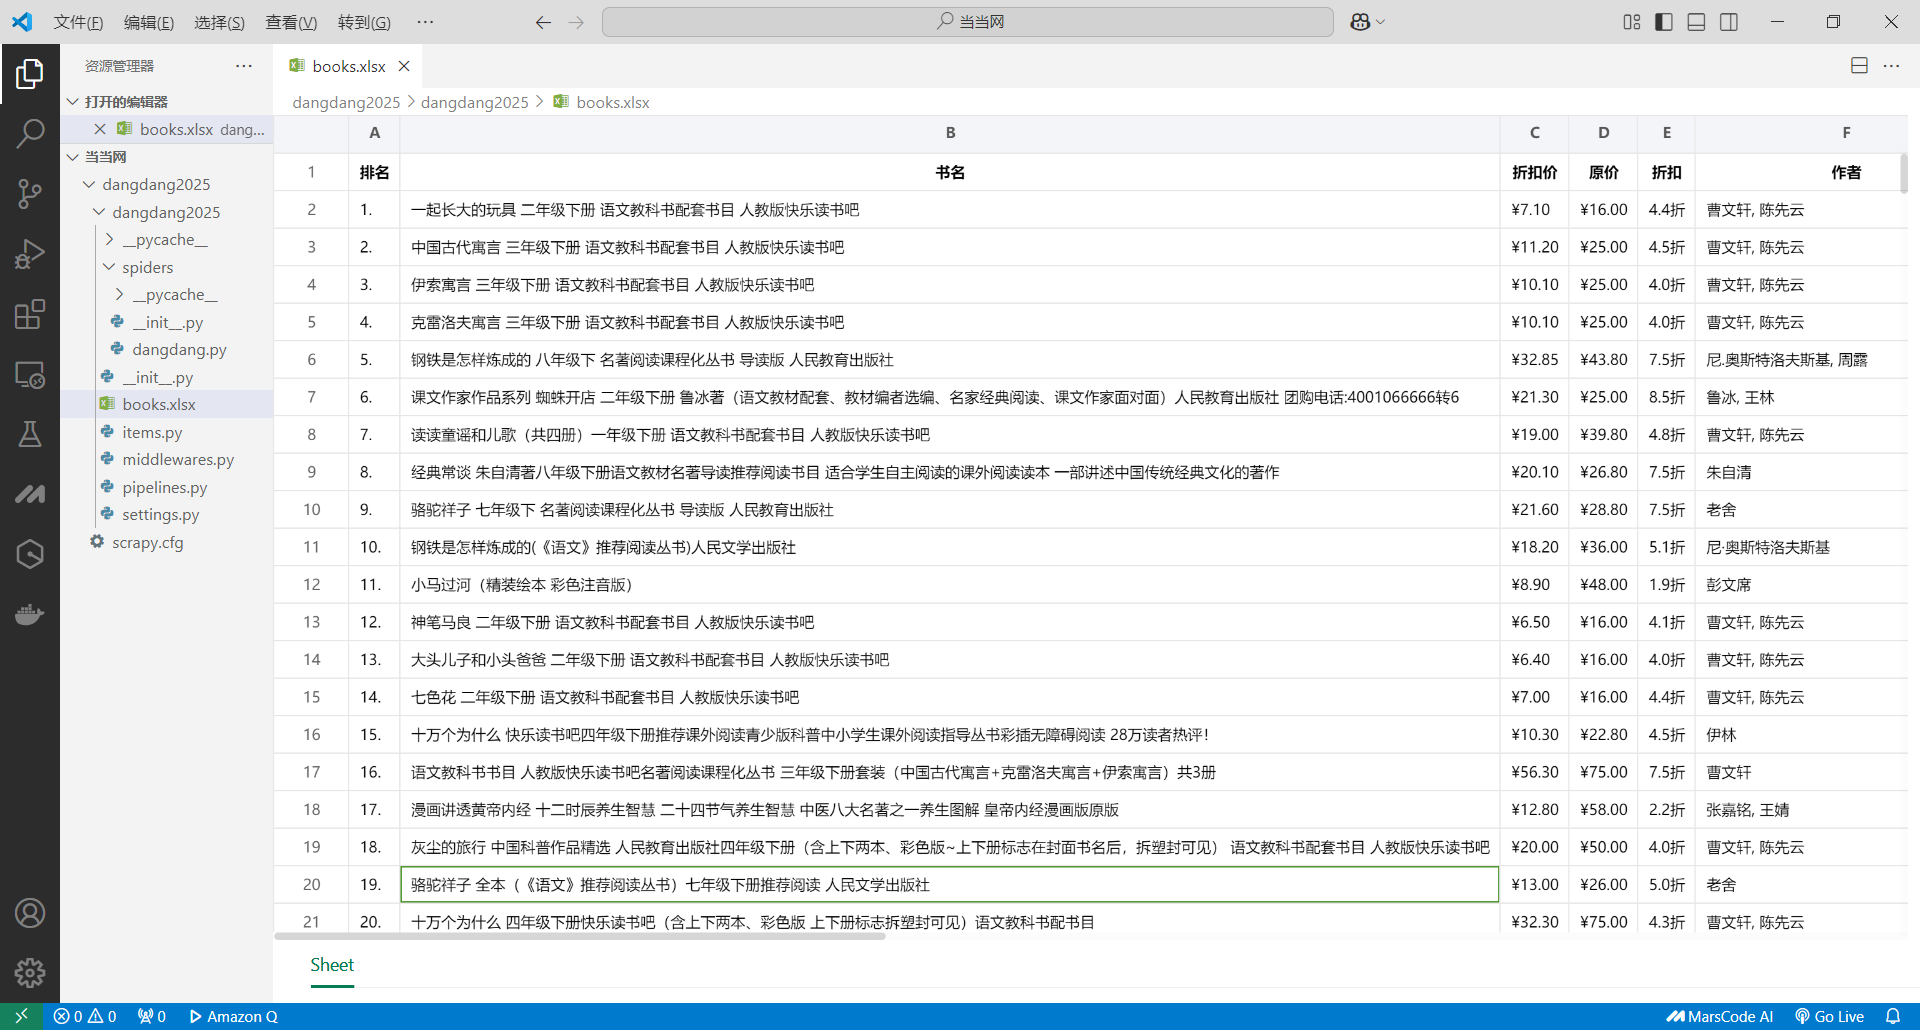 文件(F) 编辑(E) 选择(S) 查看(V) 转到(G) ··· 当当网
资源管理器 ···
打开的编辑器
books.xlsx dang...
当当网
dangdang2025
dangdang2025
__pycache__
spiders
__pycache__
__init__.py
dangdang.py
__init__.py
books.xlsx
items.py
middlewares.py
pipelines.py
settings.py
scrapy.cfg
books.xlsx
dangdang2025 > dangdang2025 > books.xlsx
A B C D E F
1 排名 书名 折扣价 原价 折扣 作者
2 1. 一起长大的玩具 二年级下册 语文教科书配套书目 人教版快乐读书吧 ¥7.10 ¥16.00 4.4折 曹文轩, 陈先云
3 2. 中国古代寓言 三年级下册 语文教科书配套书目 人教版快乐读书吧 ¥11.20 ¥25.00 4.5折 曹文轩, 陈先云
4 3. 伊索寓言 三年级下册 语文教科书配套书目 人教版快乐读书吧 ¥10.10 ¥25.00 4.0折 曹文轩, 陈先云
5 4. 克雷洛夫寓言 三年级下册 语文教科书配套书目 人教版快乐读书吧 ¥10.10 ¥25.00 4.0折 曹文轩, 陈先云
6 5. 钢铁是怎样炼成的 八年级下 名著阅读课程化丛书 导读版 人民教育出版社 ¥32.85 ¥43.80 7.5折 尼.奥斯特洛夫斯基, 周露
7 6. 课文作家作品系列 蜘蛛开店 二年级下册 鲁冰著（语文教材配套、教材编者选编、名家经典阅读、课文作家面对面）人民教育出版社 团购电话:4001066666转6 ¥21.30 ¥25.00 8.5折 鲁冰, 王林
8 7. 读读童谣和儿歌（共四册）一年级下册 语文教科书配套书目 人教版快乐读书吧 ¥19.00 ¥39.80 4.8折 曹文轩, 陈先云
9 8. 经典常谈 朱自清著八年级下册语文教材名著导读推荐阅读书目 适合学生自主阅读的课外阅读读本 一部讲述中国传统经典文化的著作 ¥20.10 ¥26.80 7.5折 朱自清
10 9. 骆驼祥子 七年级下 名著阅读课程化丛书 导读版 人民教育出版社 ¥21.60 ¥28.80 7.5折 老舍
11 10. 钢铁是怎样炼成的(《语文》推荐阅读丛书)人民文学出版社 ¥18.20 ¥36.00 5.1折 尼·奥斯特洛夫斯基
12 11. 小马过河（精装绘本 彩色注音版） ¥8.90 ¥48.00 1.9折 彭文席
13 12. 神笔马良 二年级下册 语文教科书配套书目 人教版快乐读书吧 ¥6.50 ¥16.00 4.1折 曹文轩, 陈先云
14 13. 大头儿子和小头爸爸 二年级下册 语文教科书配套书目 人教版快乐读书吧 ¥6.40 ¥16.00 4.0折 曹文轩, 陈先云
15 14. 七色花 二年级下册 语文教科书配套书目 人教版快乐读书吧 ¥7.00 ¥16.00 4.4折 曹文轩, 陈先云
16 15. 十万个为什么 快乐读书吧四年级下册推荐课外阅读青少版科普中小学生课外阅读指导丛书彩插无障碍阅读 28万读者热评！ ¥10.30 ¥22.80 4.5折 伊林
17 16. 语文教科书书目 人教版快乐读书吧名著阅读课程化丛书 三年级下册套装（中国古代寓言+克雷洛夫寓言+伊索寓言）共3册 ¥56.30 ¥75.00 7.5折 曹文轩
18 17. 漫画讲透黄帝内经 十二时辰养生智慧 二十四节气养生智慧 中医八大名著之一养生图解 皇帝内经漫画版原版 ¥12.80 ¥58.00 2.2折 张嘉铭, 王婧
19 18. 灰尘的旅行 中国科普作品精选 人民教育出版社四年级下册（含上下两本、彩色版~上下册标志在封面书名后，拆塑封可见） 语文教科书配套书目 人教版快乐读书吧 ¥20.00 ¥50.00 4.0折 曹文轩, 陈先云
20 19. 骆驼祥子 全本（《语文》推荐阅读丛书）七年级下册推荐阅读 人民文学出版社 ¥13.00 ¥26.00 5.0折 老舍
21 20. 十万个为什么 四年级下册快乐读书吧（含上下两本、彩色版 上下册标志拆塑封可见）语文教科书配书目 ¥32.30 ¥75.00 4.3折 曹文轩, 陈先云
Sheet
0 0 0 Amazon Q MarsCode AI Go Live